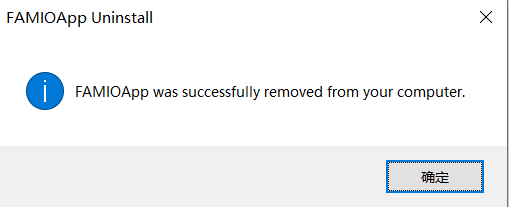 FAMIOApp Uninstall
FAMIOApp was successfully removed from your computer.
确定